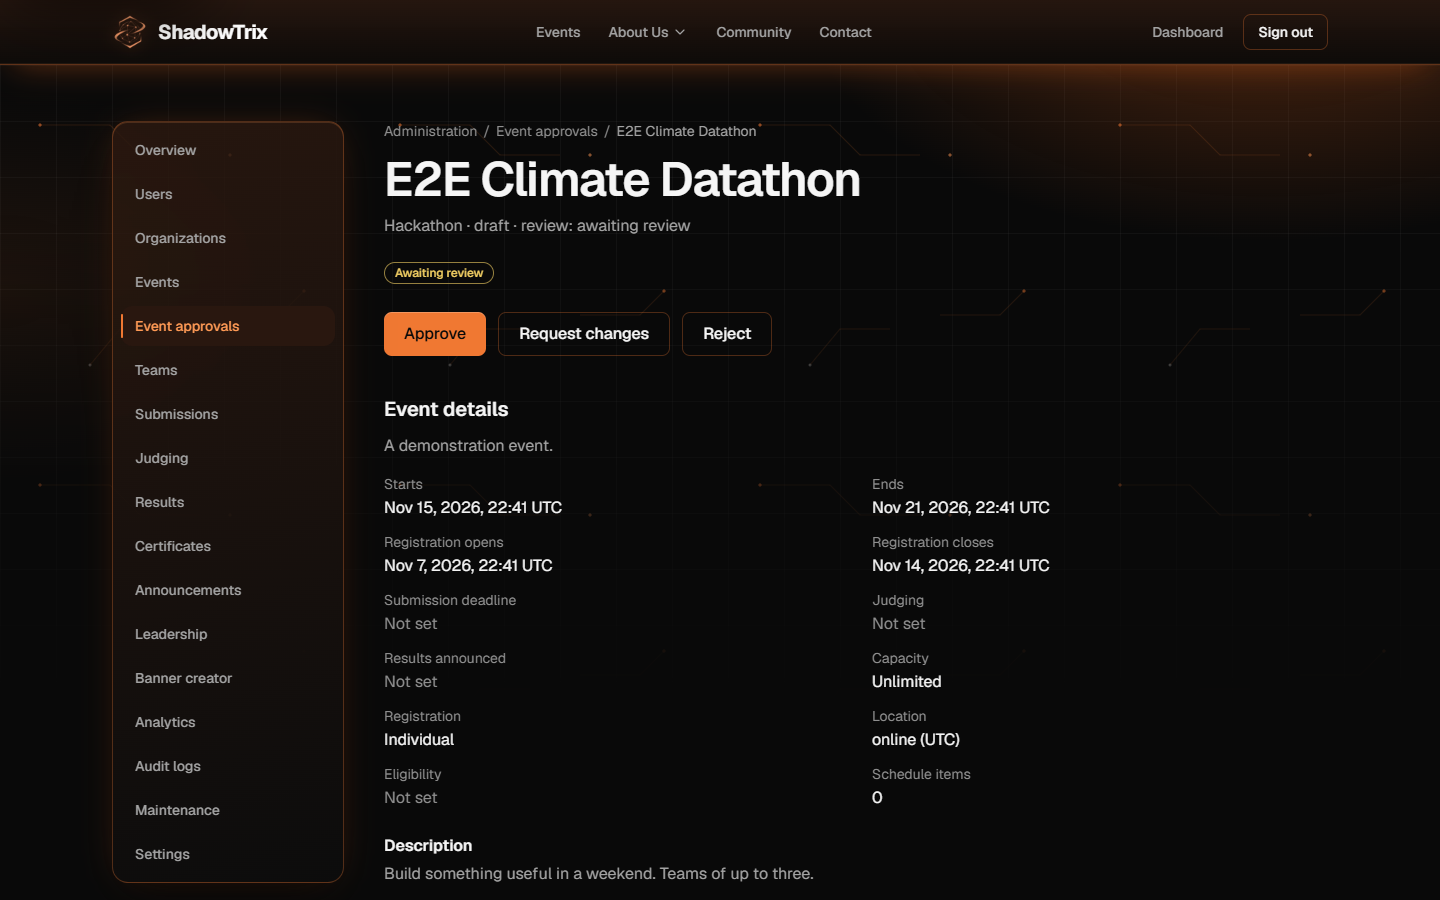 ShadowTrix
Events
About Us
Community
Contact
Dashboard
Sign out
Overview
Users
Organizations
Events
Event approvals
Teams
Submissions
Judging
Results
Certificates
Announcements
Leadership
Banner creator
Analytics
Audit logs
Maintenance
Settings
Administration / Event approvals / E2E Climate Datathon
E2E Climate Datathon
Hackathon · draft · review: awaiting review
Awaiting review
Approve
Request changes
Reject
Event details
A demonstration event.
Starts
Nov 15, 2026, 22:41 UTC
Ends
Nov 21, 2026, 22:41 UTC
Registration opens
Nov 7, 2026, 22:41 UTC
Registration closes
Nov 14, 2026, 22:41 UTC
Submission deadline
Not set
Judging
Not set
Results announced
Not set
Capacity
Unlimited
Registration
Individual
Location
online (UTC)
Eligibility
Not set
Schedule items
0
Description
Build something useful in a weekend. Teams of up to three.